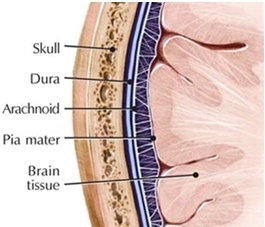 Skull
Dura
Arachnoid
Pia mater
Brain
tissue